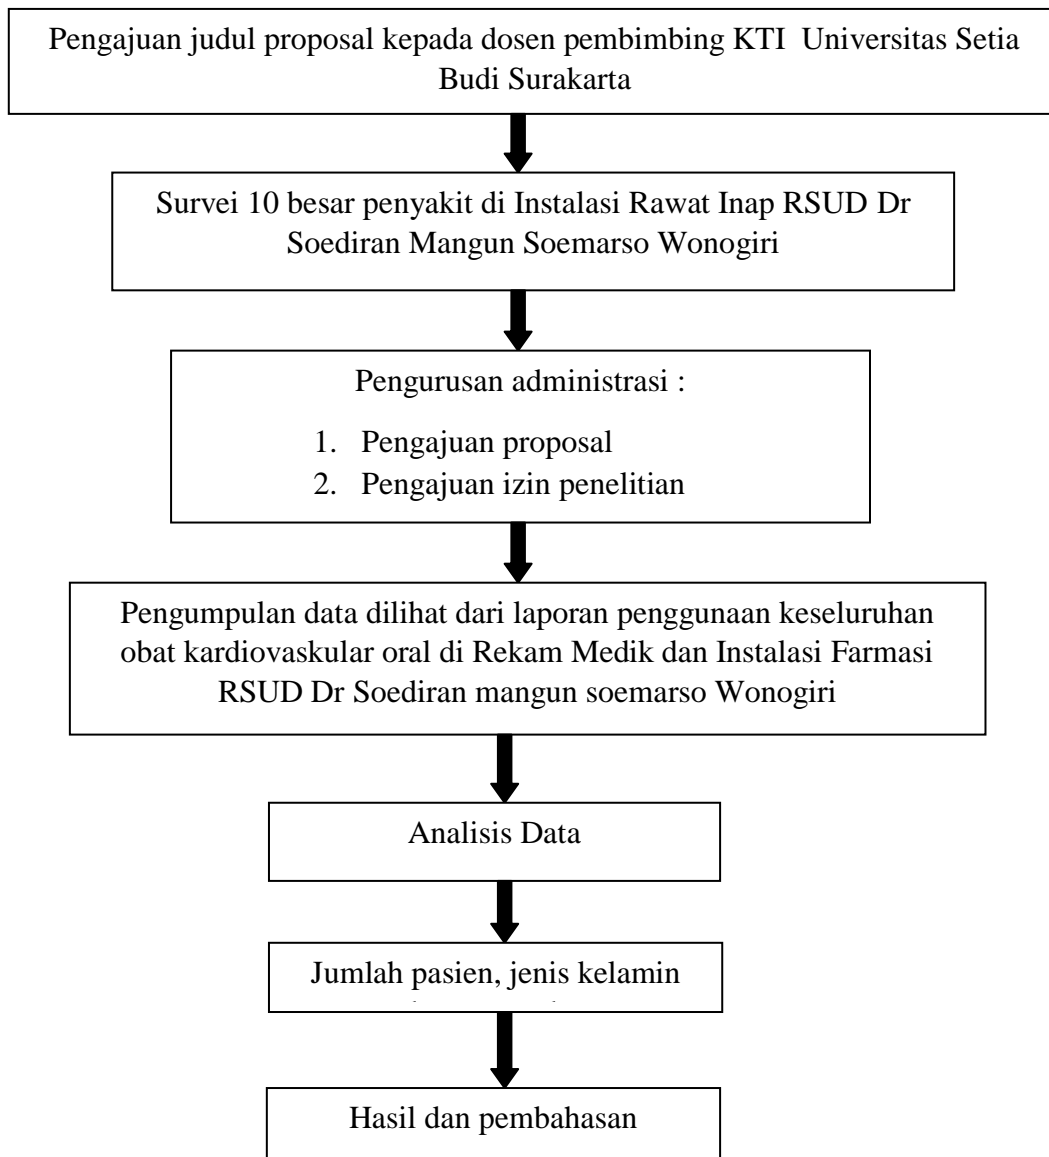 Pengajuan judul proposal kepada dosen pembimbing KTI  Universitas Setia
Budi Surakarta
Survei 10 besar penyakit di Instalasi Rawat Inap RSUD Dr
Soediran Mangun Soemarso Wonogiri
Pengurusan administrasi :
1. Pengajuan proposal
2. Pengajuan izin penelitian
Pengumpulan data dilihat dari laporan penggunaan keseluruhan
obat kardiovaskular oral di Rekam Medik dan Instalasi Farmasi
RSUD Dr Soediran mangun soemarso Wonogiri
Analisis Data
Jumlah pasien, jenis kelamin
Hasil dan pembahasan